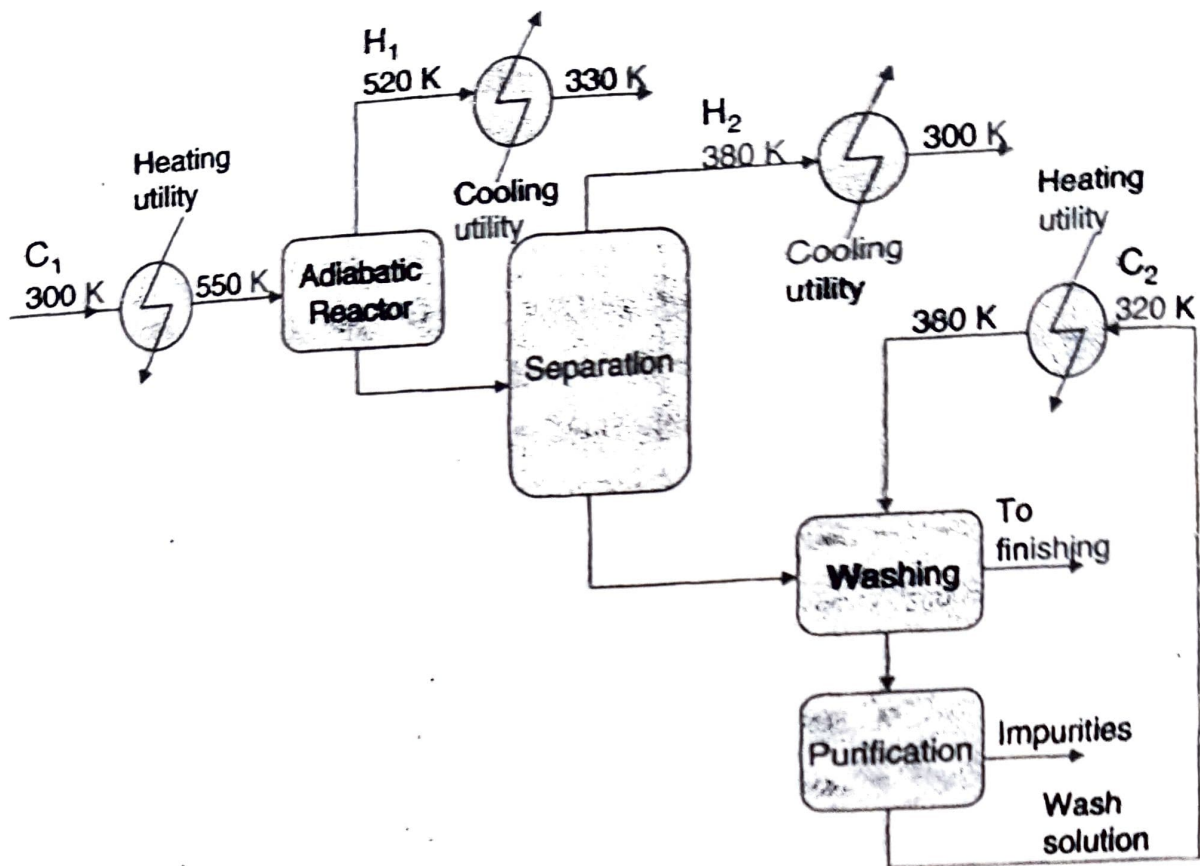 H₁
520 K
330 K
H₂
380 K
300 K
Heating
utility
Cooling
utility
Heating
utility
Cooling
utility
C₁
300 K
550 K
Adiabatic
Reactor
C₂
320 K
380 K
Separation
To
finishing
Washing
Purification
Impurities
Wash
solution